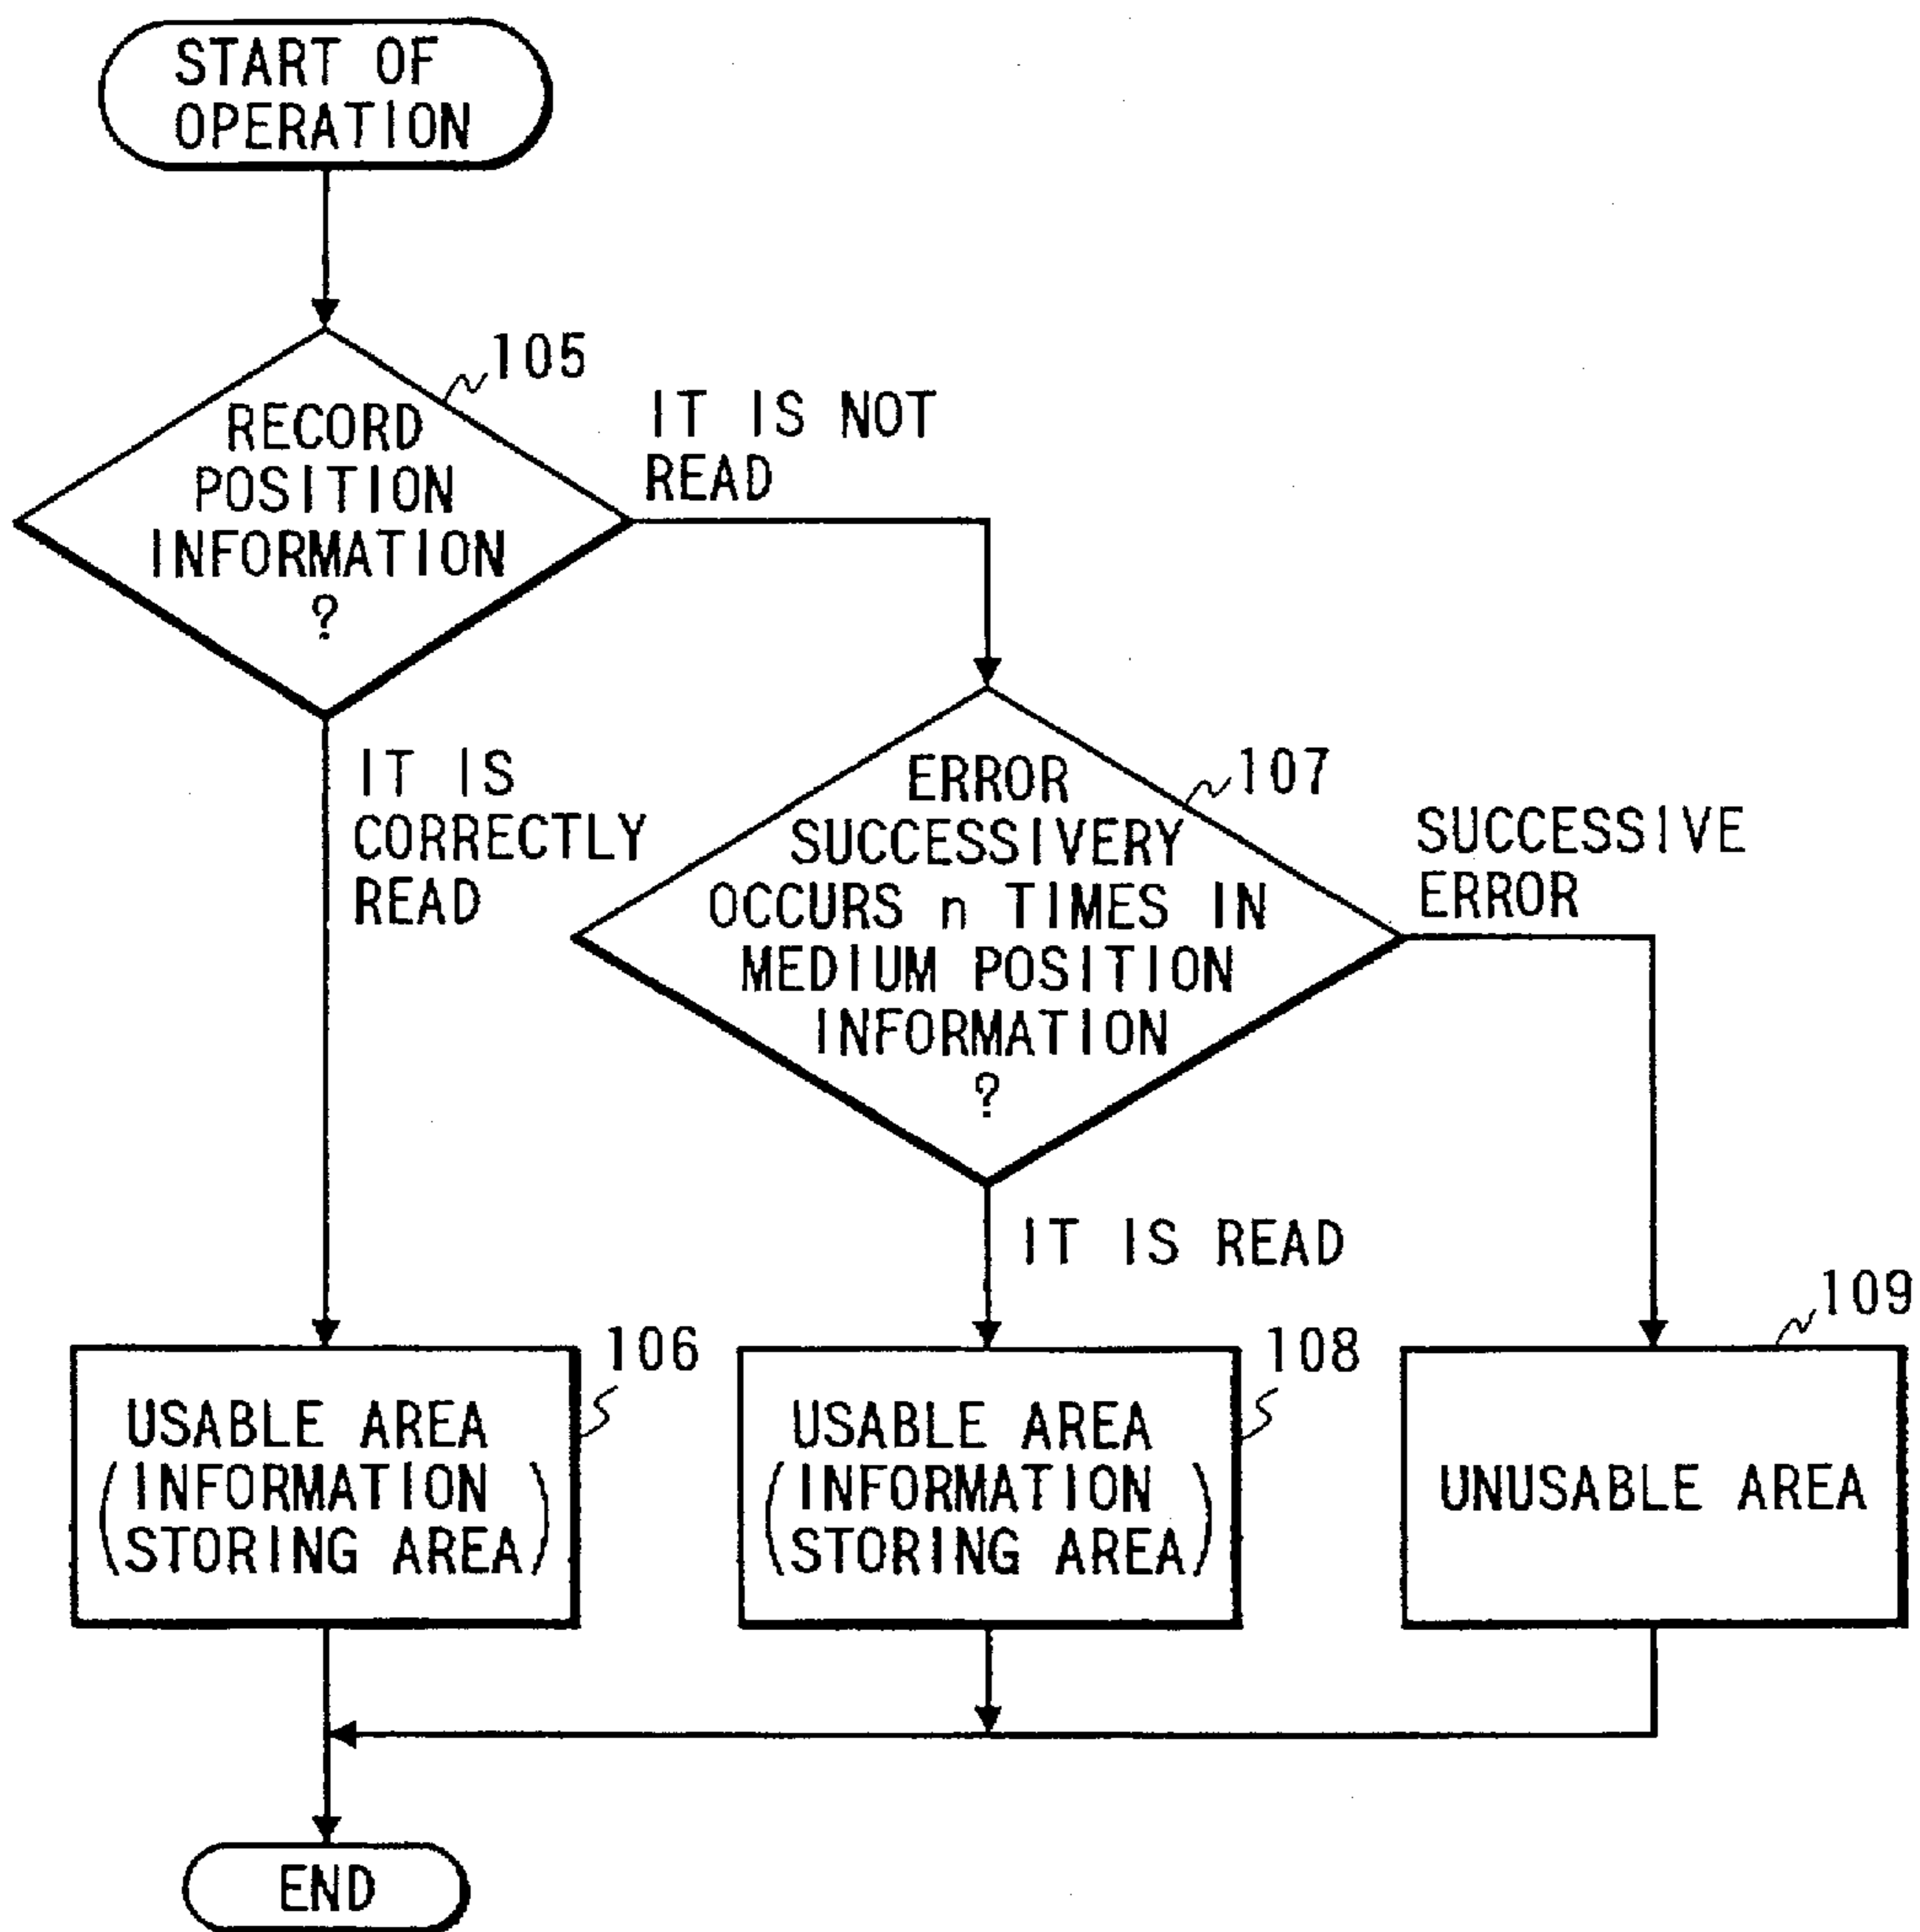 START OF
OPERATION
105
RECORD
POSITION
INFORMATION
?
IT IS NOT
READ
IT IS
CORRECTLY
READ
107
ERROR
SUCCESSIVERY
OCCURS n TIMES IN
MEDIUM POSITION
INFORMATION
?
SUCCESSIVE
ERROR
IT IS READ
106
USABLE AREA
(INFORMATION
STORING AREA)
108
USABLE AREA
(INFORMATION
STORING AREA)
109
UNUSABLE AREA
END